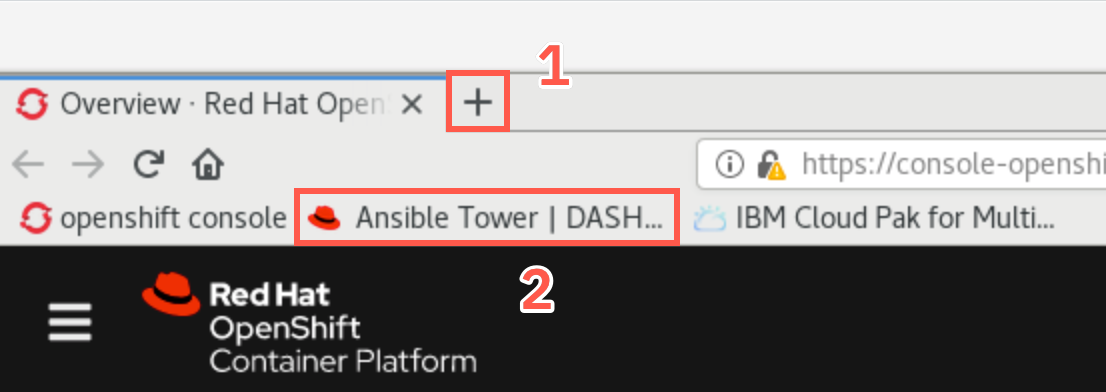 1
Overview · Red Hat Open
https://console-openshi
openshift console
Ansible Tower | DASH...
IBM Cloud Pak for Multi...
2
Red Hat
OpenShift
Container Platform